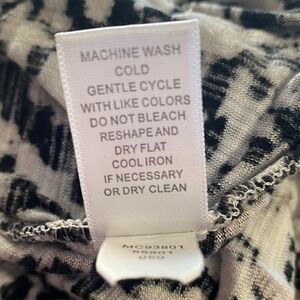 MACHINE WASH
COLD
GENTLE CYCLE
WITH LIKE COLORS
DO NOT BLEACH
RESHAPE AND
DRY FLAT
COOL IRON
IF NECESSARY
OR DRY CLEAN
MC93801